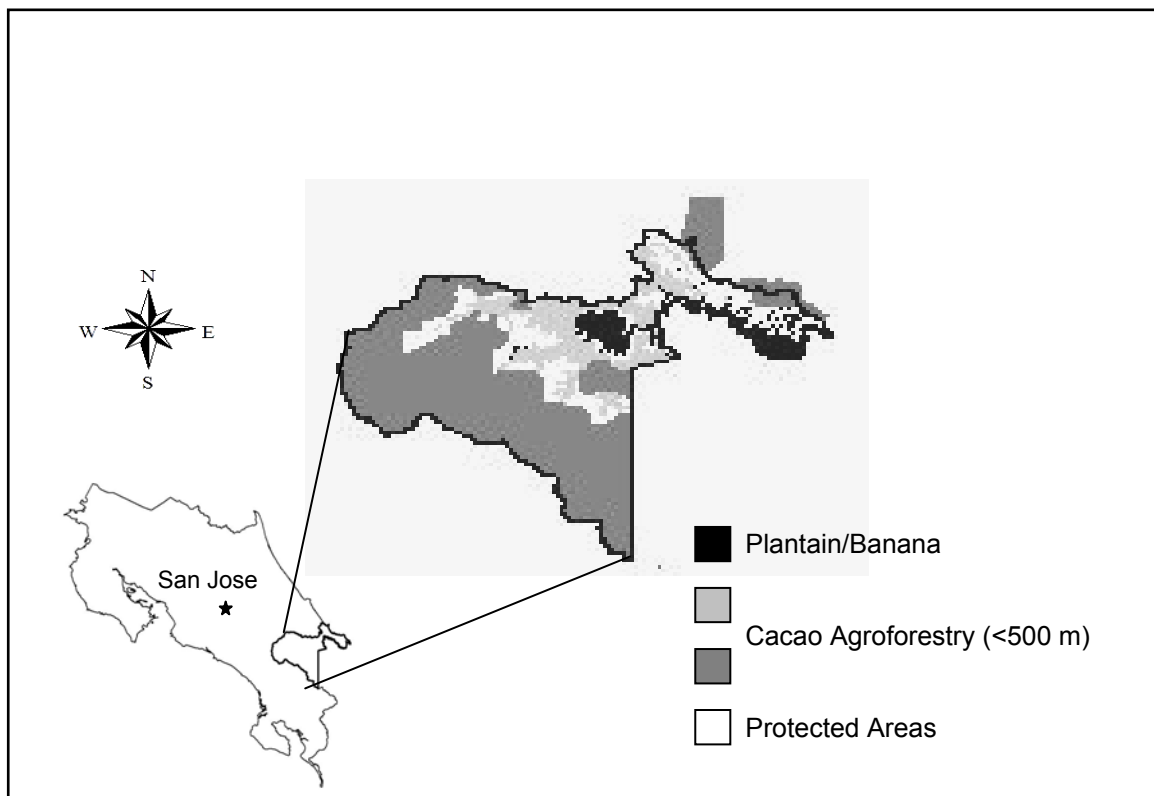 N
W E
S
San Jose
Plantain/Banana
Cacao Agroforestry (<500 m)
Protected Areas